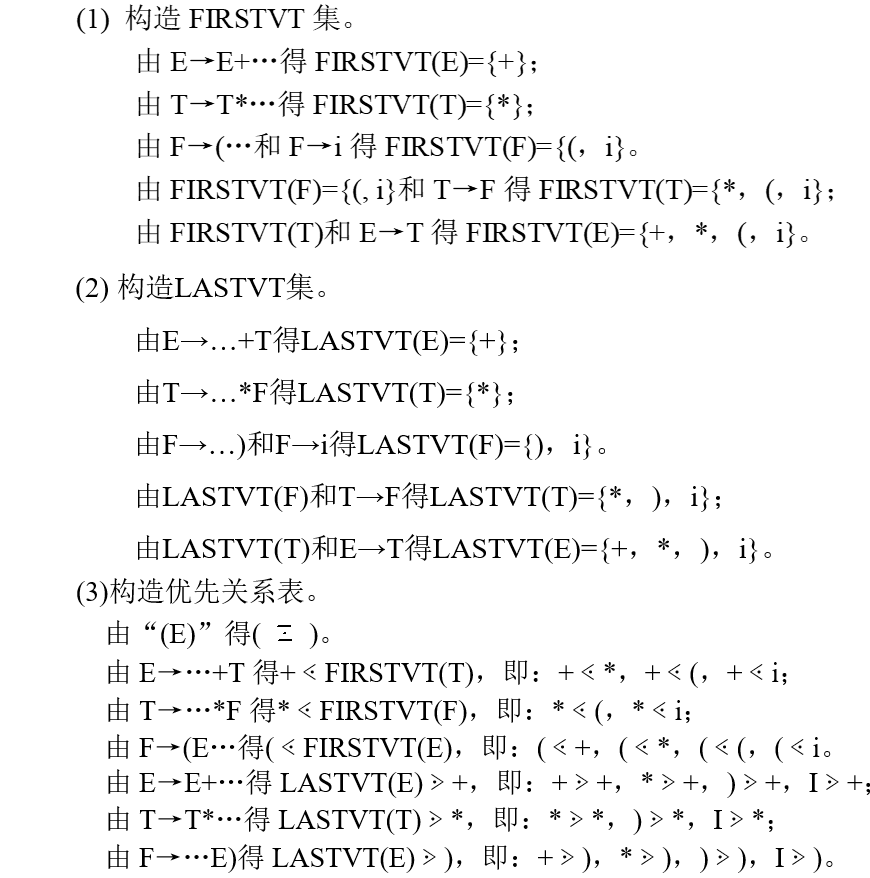 (1) 构造 FIRSTVT 集。
由 E→E+…得 FIRSTVT(E)={+}；
由 T→T*…得 FIRSTVT(T)={*}；
由 F→(…和 F→i 得 FIRSTVT(F)={(，i}。
由 FIRSTVT(F)={(, i}和 T→F 得 FIRSTVT(T)={*，(，i}；
由 FIRSTVT(T)和 E→T 得 FIRSTVT(E)={+，*，(，i}。
(2) 构造LASTVT集。
由E→…+T得LASTVT(E)={+}；
由T→…*F得LASTVT(T)={*}；
由F→…)和F→i得LASTVT(F)={)，i}。
由LASTVT(F)和T→F得LASTVT(T)={*，)，i}；
由LASTVT(T)和E→T得LASTVT(E)={+，*，)，i}。
(3)构造优先关系表。
由“(E)”得( ≡ )。
由 E→…+T 得+⋖FIRSTVT(T)，即：+⋖*，+⋖(，+⋖i；
由 T→…*F 得*⋖FIRSTVT(F)，即：*⋖(，*⋖i；
由 F→(E…得(⋖FIRSTVT(E)，即：(⋖+，(⋖*，(⋖(，(⋖i。
由 E→E+…得 LASTVT(E)⋗+，即：+⋗+，*⋗+，)⋗+，I⋗+；
由 T→T*…得 LASTVT(T)⋗*，即：*⋗*，)⋗*，I⋗*；
由 F→…E)得 LASTVT(E)⋗)，即：+⋗)，*⋗)，)⋗)，I⋗)。